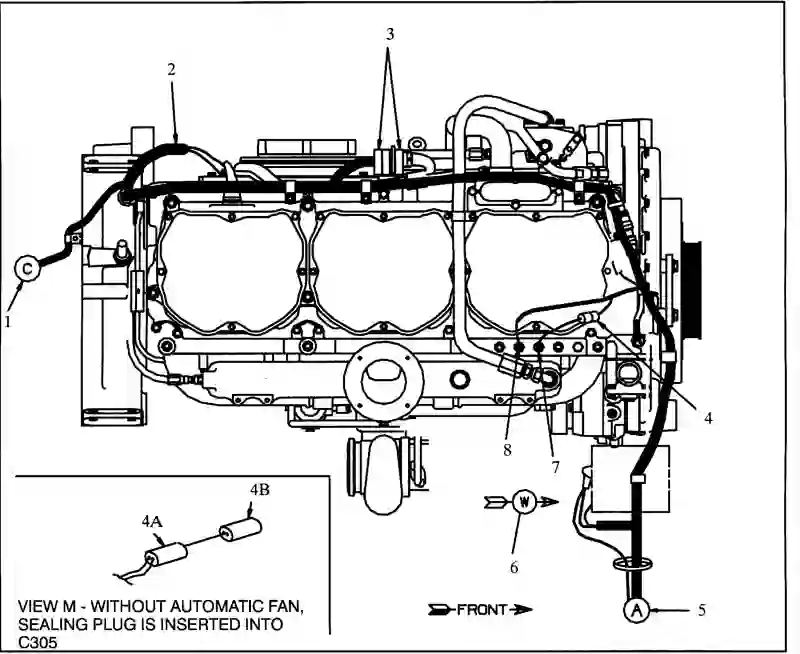 3
2
C
1
4
8
7
4B
4A
W
6
VIEW M - WITHOUT AUTOMATIC FAN,
SEALING PLUG IS INSERTED INTO
C305
FRONT
A
5